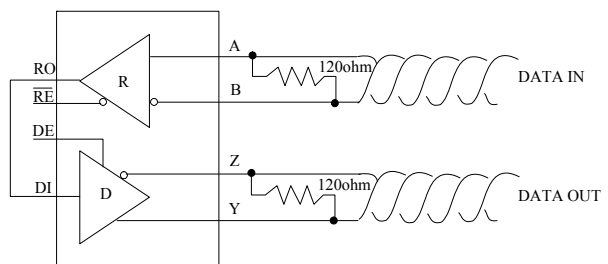 A
RO
120ohm
R
DATA IN
RE
B
DE
Z
D
120ohm
DI
DATA OUT
Y